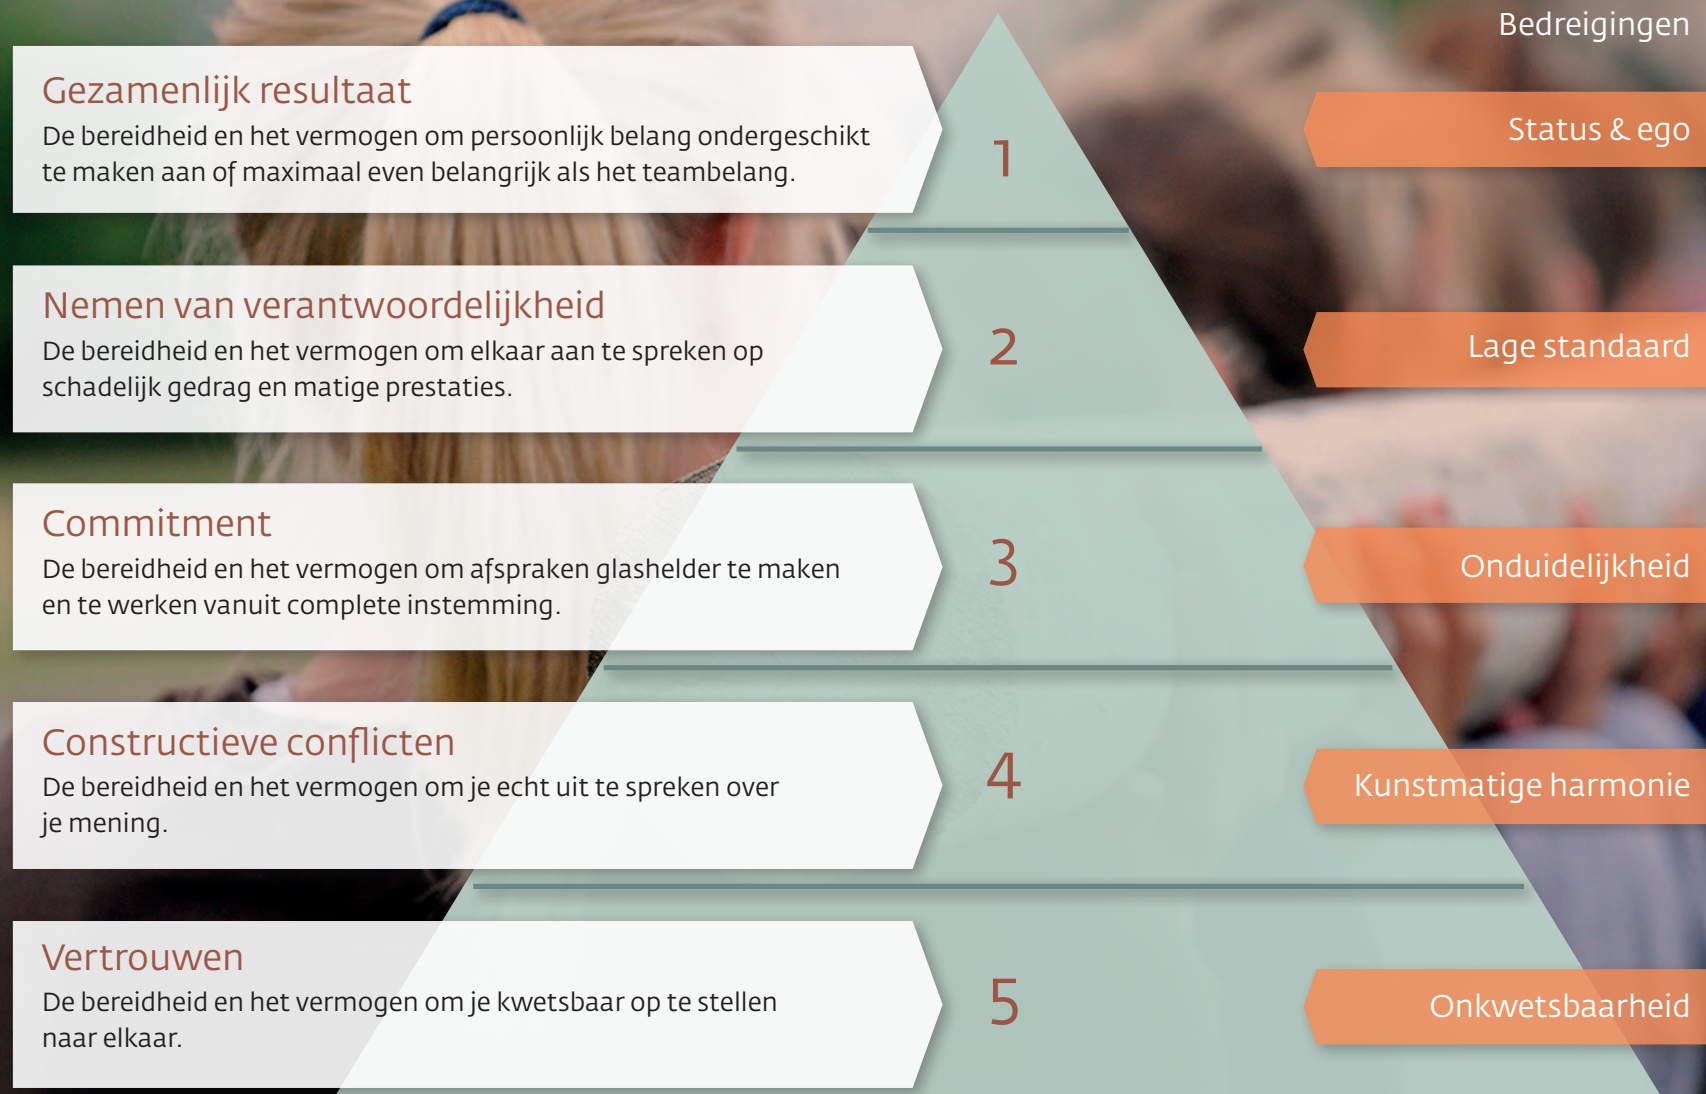 Bedreigingen
Gezamenlijk resultaat
De bereidheid en het vermogen om persoonlijk belang ondergeschikt
te maken aan of maximaal even belangrijk als het teambelang.
1
Status & ego
Nemen van verantwoordelijkheid
De bereidheid en het vermogen om elkaar aan te spreken op
schadelijk gedrag en matige prestaties.
2
Lage standaard
Commitment
De bereidheid en het vermogen om afspraken glashelder te maken
en te werken vanuit complete instemming.
3
Onduidelijkheid
Constructieve conflicten
De bereidheid en het vermogen om je echt uit te spreken over
je mening.
4
Kunstmatige harmonie
Vertrouwen
De bereidheid en het vermogen om je kwetsbaar op te stellen
naar elkaar.
5
Onkwetsbaarheid